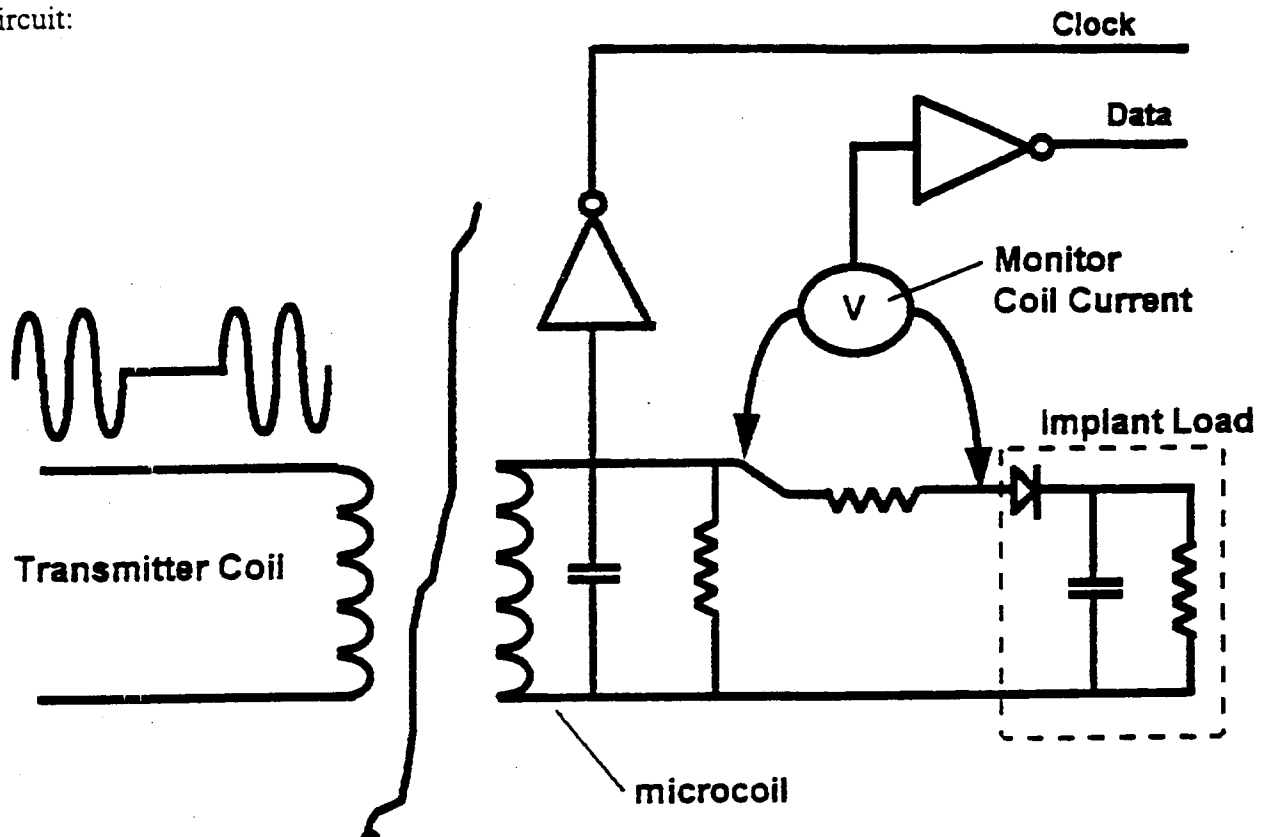 ircuit:
Clock
Data
Monitor
Coil Current
V
Implant Load
Transmitter Coil
microcoil